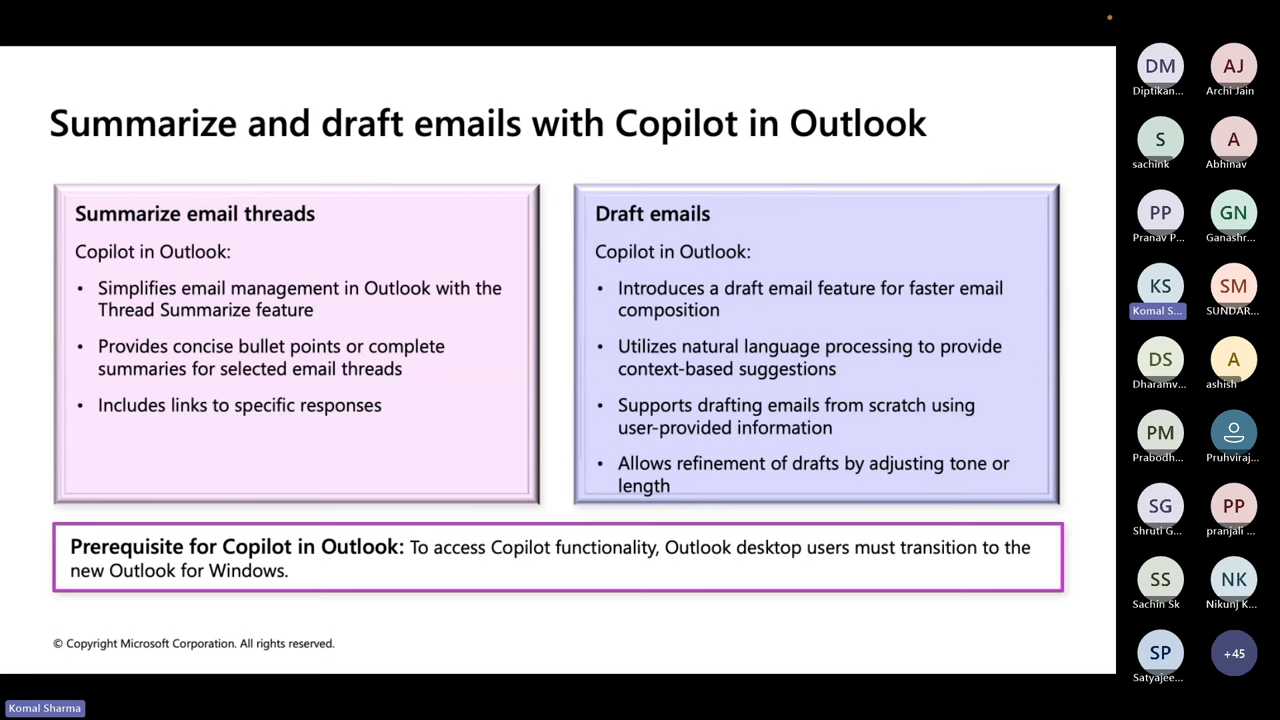 Summarize and draft emails with Copilot in Outlook
Summarize email threads
Copilot in Outlook:
• Simplifies email management in Outlook with the
Thread Summarize feature
• Provides concise bullet points or complete
summaries for selected email threads
• Includes links to specific responses
Draft emails
Copilot in Outlook:
• Introduces a draft email feature for faster email
composition
• Utilizes natural language processing to provide
context-based suggestions
• Supports drafting emails from scratch using
user-provided information
• Allows refinement of drafts by adjusting tone or
length
Prerequisite for Copilot in Outlook: To access Copilot functionality, Outlook desktop users must transition to the
new Outlook for Windows.
© Copyright Microsoft Corporation. All rights reserved.
Komal Sharma
DM
Diptikan...
AJ
Archi Jain
S
sachink
A
Abhinav
PP
Pranav P...
GN
Ganashr...
KS
Komal S...
SM
SUNDAR...
DS
Dharamv...
A
ashish
PM
Prabodh...
Pruhviraj...
SG
Shruti G...
PP
pranjali ...
SS
Sachin Sk
NK
Nikunj K...
SP
Satyajee...
+45